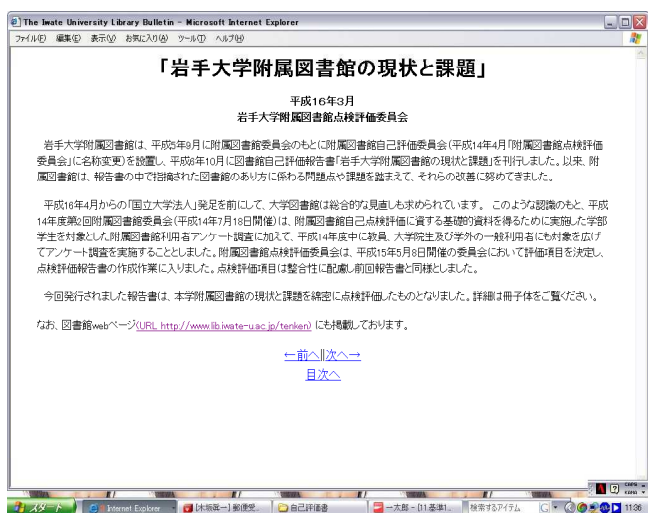 The Iwate University Library Bulletin - Microsoft Internet Explorer
ファイル(F) 編集(E) 表示(V) お気に入り(A) ツール(T) ヘルプ(H)
「岩手大学附属図書館の現状と課題」
平成16年3月
岩手大学附属図書館点検評価委員会
岩手大学附属図書館は、平成5年9月に附属図書館委員会のもとに附属図書館自己評価委員会(平成14年4月「附属図書館点検評価
委員会」に名称変更)を設置し、平成8年10月に図書館自己評価報告書「岩手大学附属図書館の現状と課題」を刊行しました。以来、附
属図書館は、報告書の中で指摘された図書館のあり方に係わる問題点や課題を踏まえて、それらの改善に努めてきました。
平成16年4月からの「国立大学法人」発足を前にして、大学図書館は総合的な見直しも求められています。 このような認識のもと、平成
14年度第2回附属図書館委員会(平成14年7月18日開催)は、附属図書館自己点検評価に資する基礎的資料を得るために実施した学部
学生を対象とした附属図書館利用者アンケート調査に加えて、平成14年度中に教員、大学院生及び学外の一般利用者にも対象を広げ
てアンケート調査を実施することとしました。附属図書館点検評価委員会は、平成15年5月8日開催の委員会において評価項目を決定し、
点検評価報告書の作成作業に入りました。点検評価項目は整合性に配慮し前回報告書と同様としました。
今回発行されました報告書は、本学附属図書館の現状と課題を綿密に点検評価したものとなりました。詳細は冊子体をご覧ください。
なお、図書館webページ(URL http://www.lib.iwate-u.ac.jp/tenken) にも掲載しております。
←前へ||次へ→
目次へ
スタート Internet Explorer 郵便受... 自己評価書 一太郎 - [11.基準1... 検索するアイテム 11:36